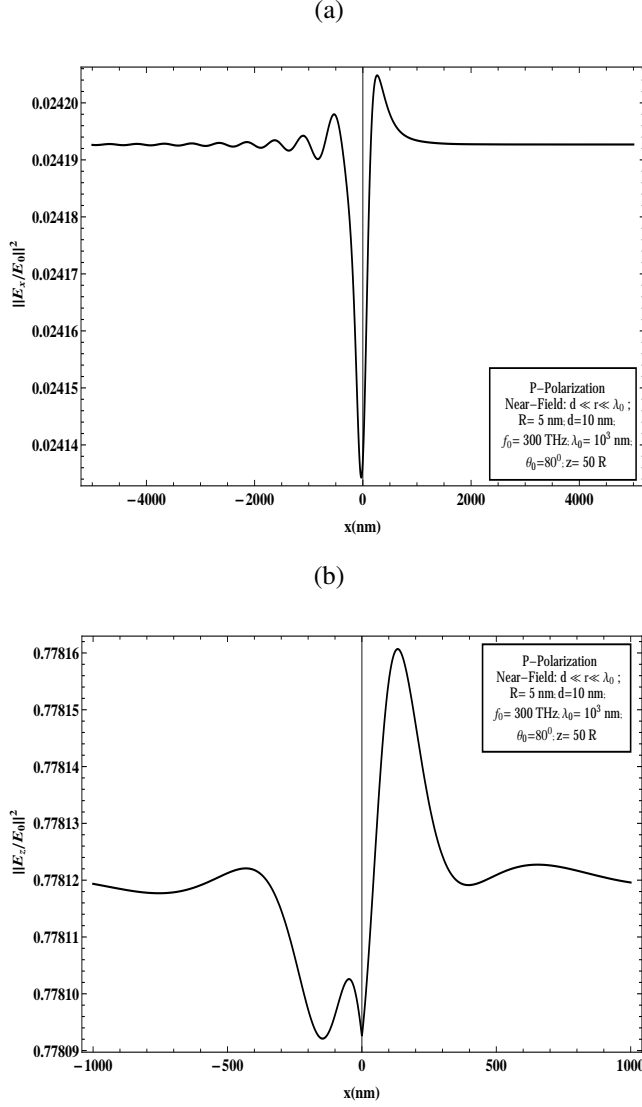 (a)
0.02420
0.02419
0.02418
0.02417
0.02416
0.02415
0.02414
||Eₓ/E₀||²
P−Polarization
Near−Field: d ≪ r≪ λ₀ ;
R= 5 nm; d=10 nm;
f₀= 300 THz; λ₀= 10³ nm;
θ₀=80⁰; z= 50 R
−4000 −2000 0 2000 4000
x(nm)
(b)
0.77816
0.77815
0.77814
0.77813
0.77812
0.77811
0.77810
0.77809
||E_z/E₀||²
P−Polarization
Near−Field: d ≪ r≪ λ₀ ;
R= 5 nm; d=10 nm;
f₀= 300 THz; λ₀= 10³ nm;
θ₀=80⁰; z= 50 R
−1000 −500 0 500 1000
x(nm)